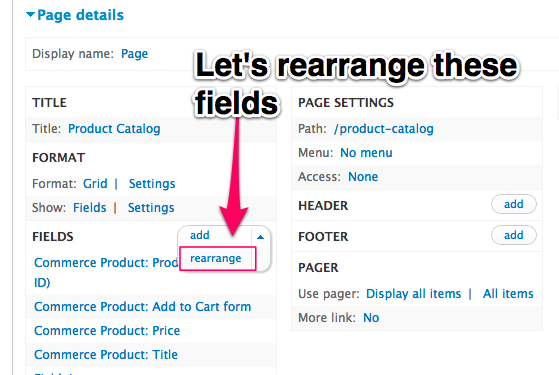 Page details
Display name: Page
Let's rearrange these
fields
TITLE
Title: Product Catalog
FORMAT
Format: Grid | Settings
Show: Fields | Settings
FIELDS
add
rearrange
Commerce Product: Prod
ID)
Commerce Product: Add to Cart form
Commerce Product: Price
Commerce Product: Title
PAGE SETTINGS
Path: /product-catalog
Menu: No menu
Access: None
HEADER add
FOOTER add
PAGER
Use pager: Display all items | All items
More link: No